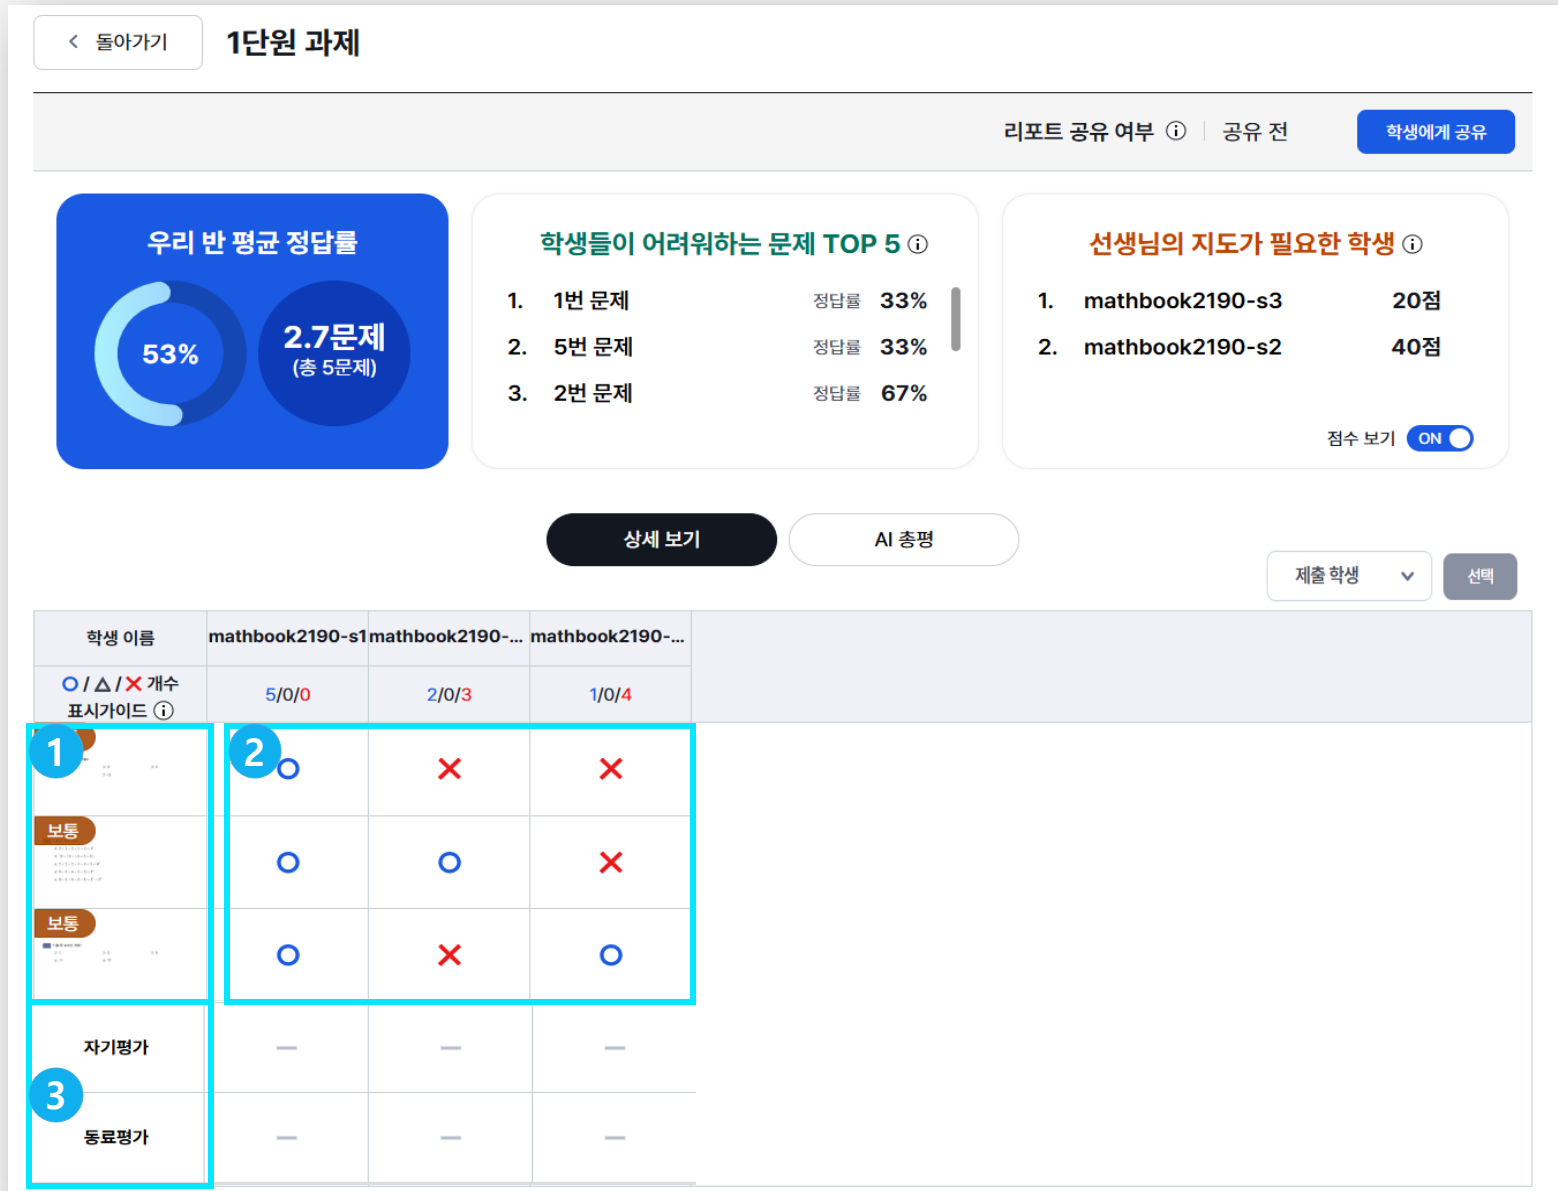 돌아가기 1단원 과제
리포트 공유 여부 공유 전 학생에게 공유
우리 반 평균 정답률
53%
2.7문제
(총 5문제)
학생들이 어려워하는 문제 TOP 5
1. 1번 문제 정답률 33%
2. 5번 문제 정답률 33%
3. 2번 문제 정답률 67%
선생님의 지도가 필요한 학생
1. mathbook2190-s3 20점
2. mathbook2190-s2 40점
점수 보기 ON
상세 보기 AI 총평
제출 학생 선택
학생 이름 mathbook2190-s1 mathbook2190-... mathbook2190-...
O / △ / X 개수
표시가이드
5/0/0 2/0/3 1/0/4
1 2
보통
보통
자기평가
3
동료평가